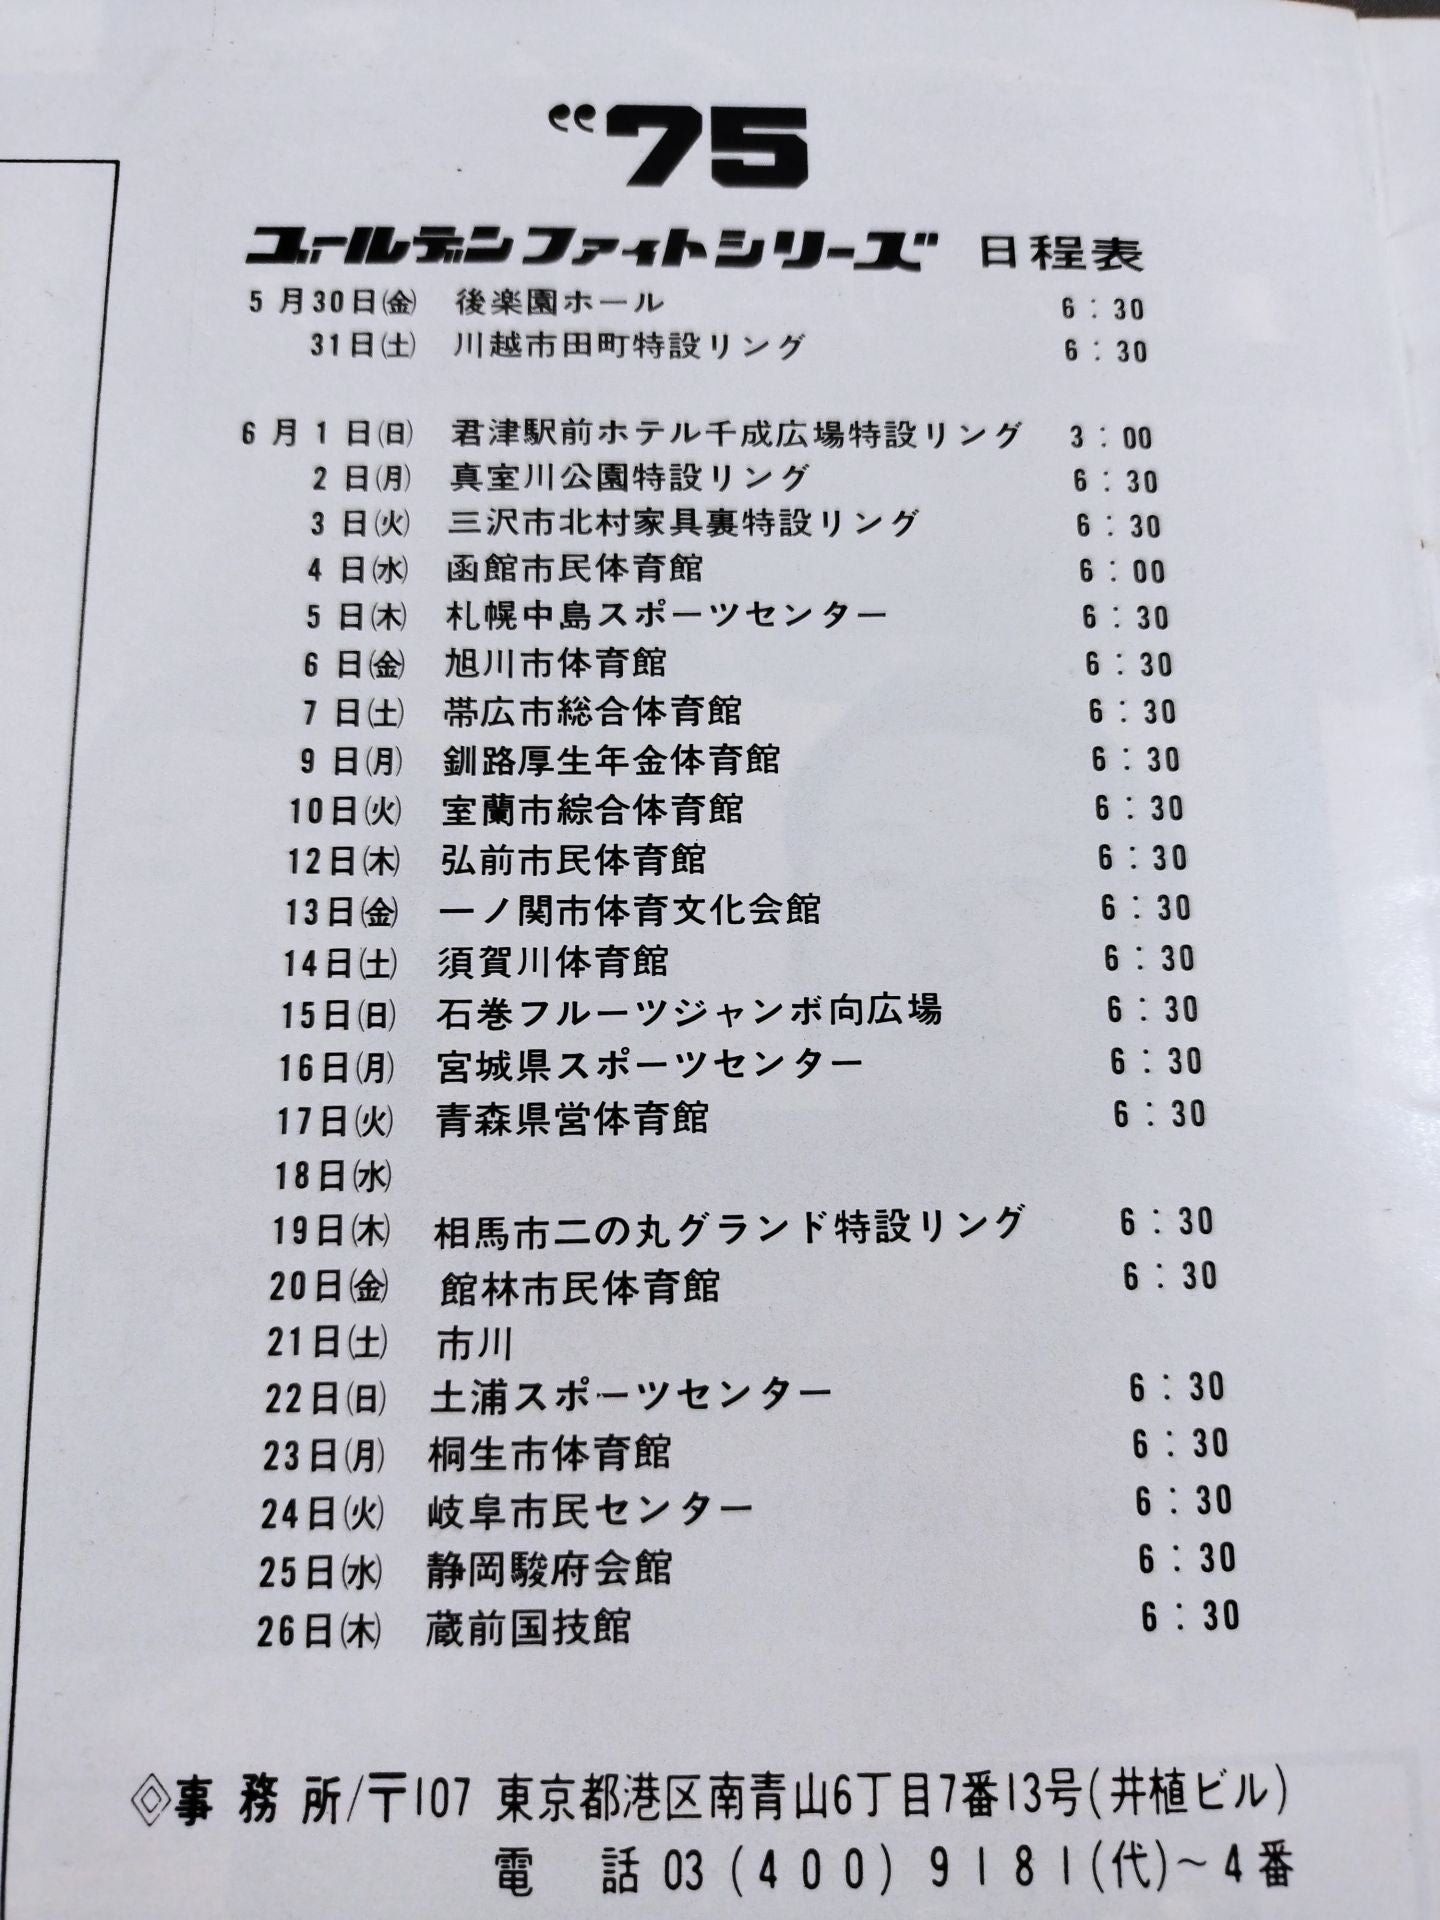 “75
ゴールデンファイトシリーズ 日程表
5月30日(金) 後楽園ホール 6:30
31日(土) 川越市田町特設リング 6:30
6月1日(日) 君津駅前ホテル千成広場特設リング 3:00
2日(月) 真室川公園特設リング 6:30
3日(火) 三沢市北村家具裏特設リング 6:30
4日(水) 函館市民体育館 6:00
5日(木) 札幌中島スポーツセンター 6:30
6日(金) 旭川市体育館 6:30
7日(土) 帯広市総合体育館 6:30
9日(月) 釧路厚生年金体育館 6:30
10日(火) 室蘭市綜合体育館 6:30
12日(木) 弘前市民体育館 6:30
13日(金) 一ノ関市体育文化会館 6:30
14日(土) 須賀川体育館 6:30
15日(日) 石巻フルーツジャンボ向広場 6:30
16日(月) 宮城県スポーツセンター 6:30
17日(火) 青森県営体育館 6:30
18日(水)
19日(木) 相馬市二の丸グランド特設リング 6:30
20日(金) 館林市民体育館 6:30
21日(土) 市川
22日(日) 土浦スポーツセンター 6:30
23日(月) 桐生市体育館 6:30
24日(火) 岐阜市民センター 6:30
25日(水) 静岡駿府会館 6:30
26日(木) 蔵前国技館 6:30
◇事務所/〒107 東京都港区南青山6丁目7番13号(井植ビル)
電話 03(400)9181(代)~4番